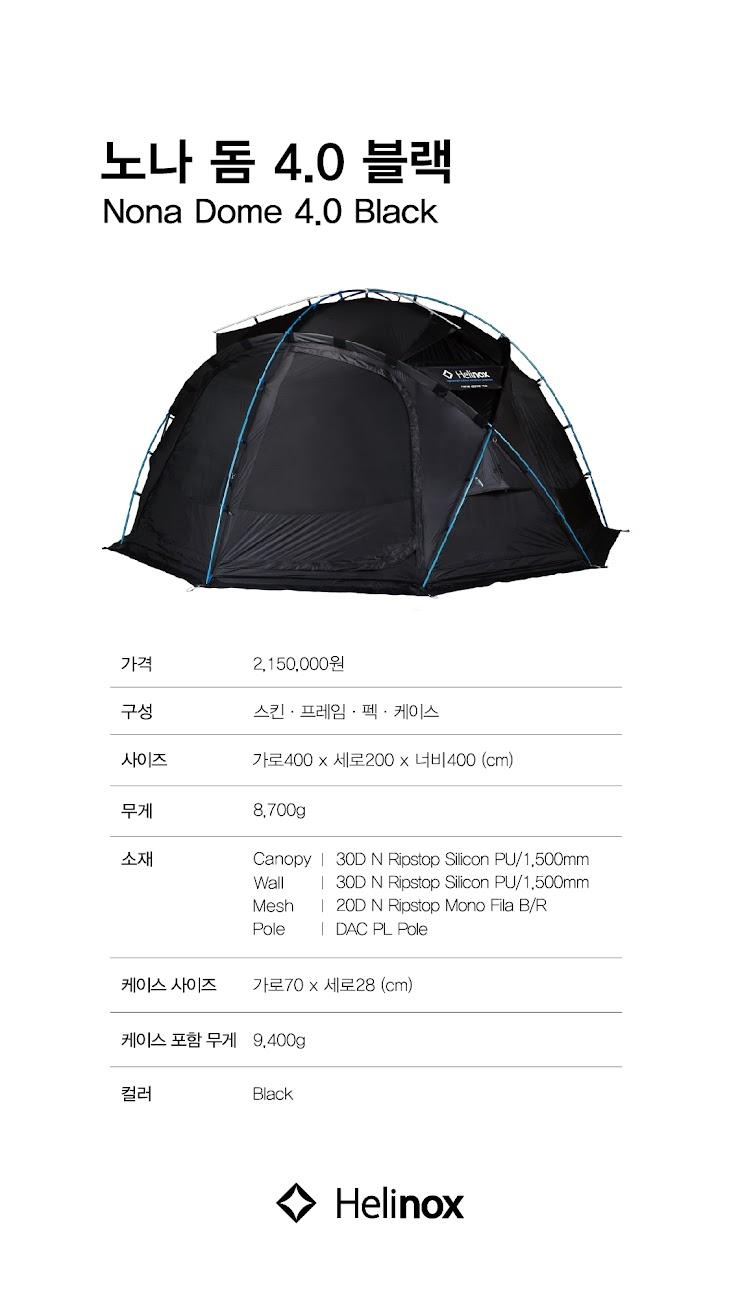 노나 돔 4.0 블랙
Nona Dome 4.0 Black
Helinox
가격 2,150,000원
구성 스킨 · 프레임 · 펙 · 케이스
사이즈 가로400 x 세로200 x 너비400 (cm)
무게 8,700g
소재 Canopy | 30D N Ripstop Silicon PU/1,500mm
Wall | 30D N Ripstop Silicon PU/1,500mm
Mesh | 20D N Ripstop Mono Fila B/R
Pole | DAC PL Pole
케이스 사이즈 가로70 x 세로28 (cm)
케이스 포함 무게 9,400g
컬러 Black
Helinox